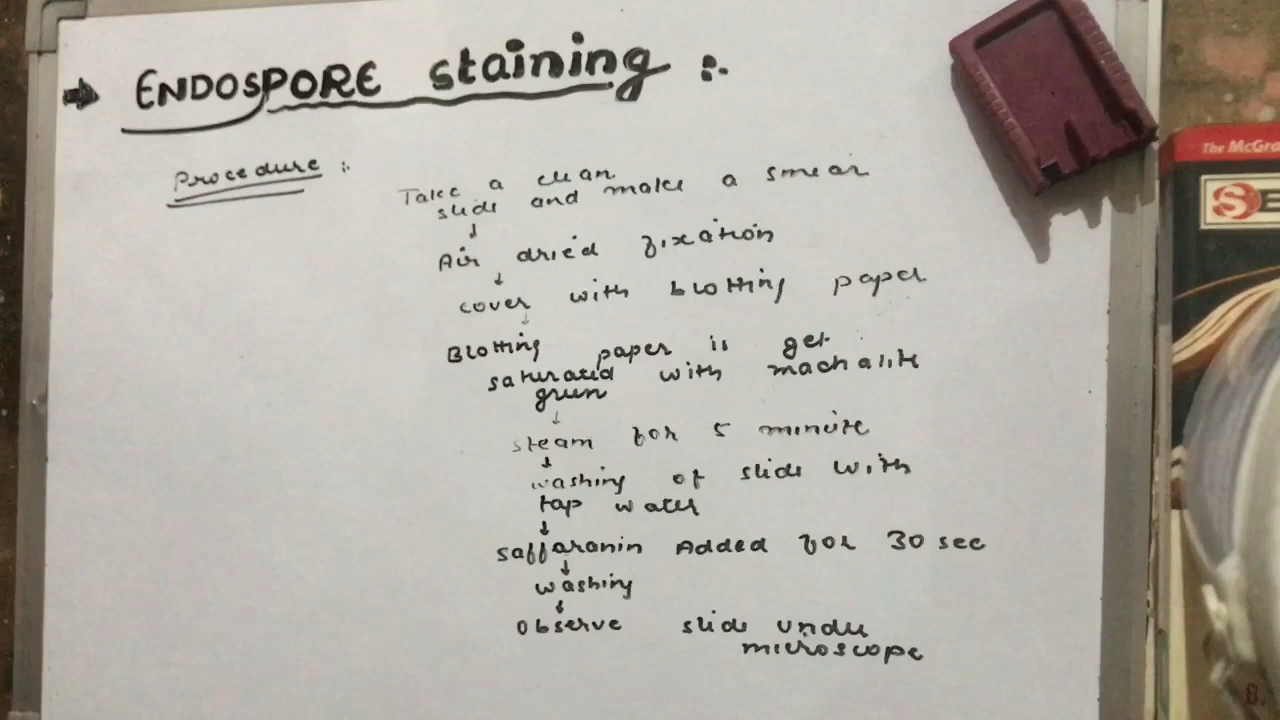 → ENDOSPORE staining :-
Procedure :
Take a clean
slide and make a smear
↓
Air dried fixation
↓
cover with blotting paper
↓
Blotting paper is get
saturated with machalite
green
↓
steam for 5 minute
↓
washing of slide with
tap water
↓
saffaranin Added for 30 sec
↓
washing
↓
observe slide under
microscope
The McGra
SE
B.